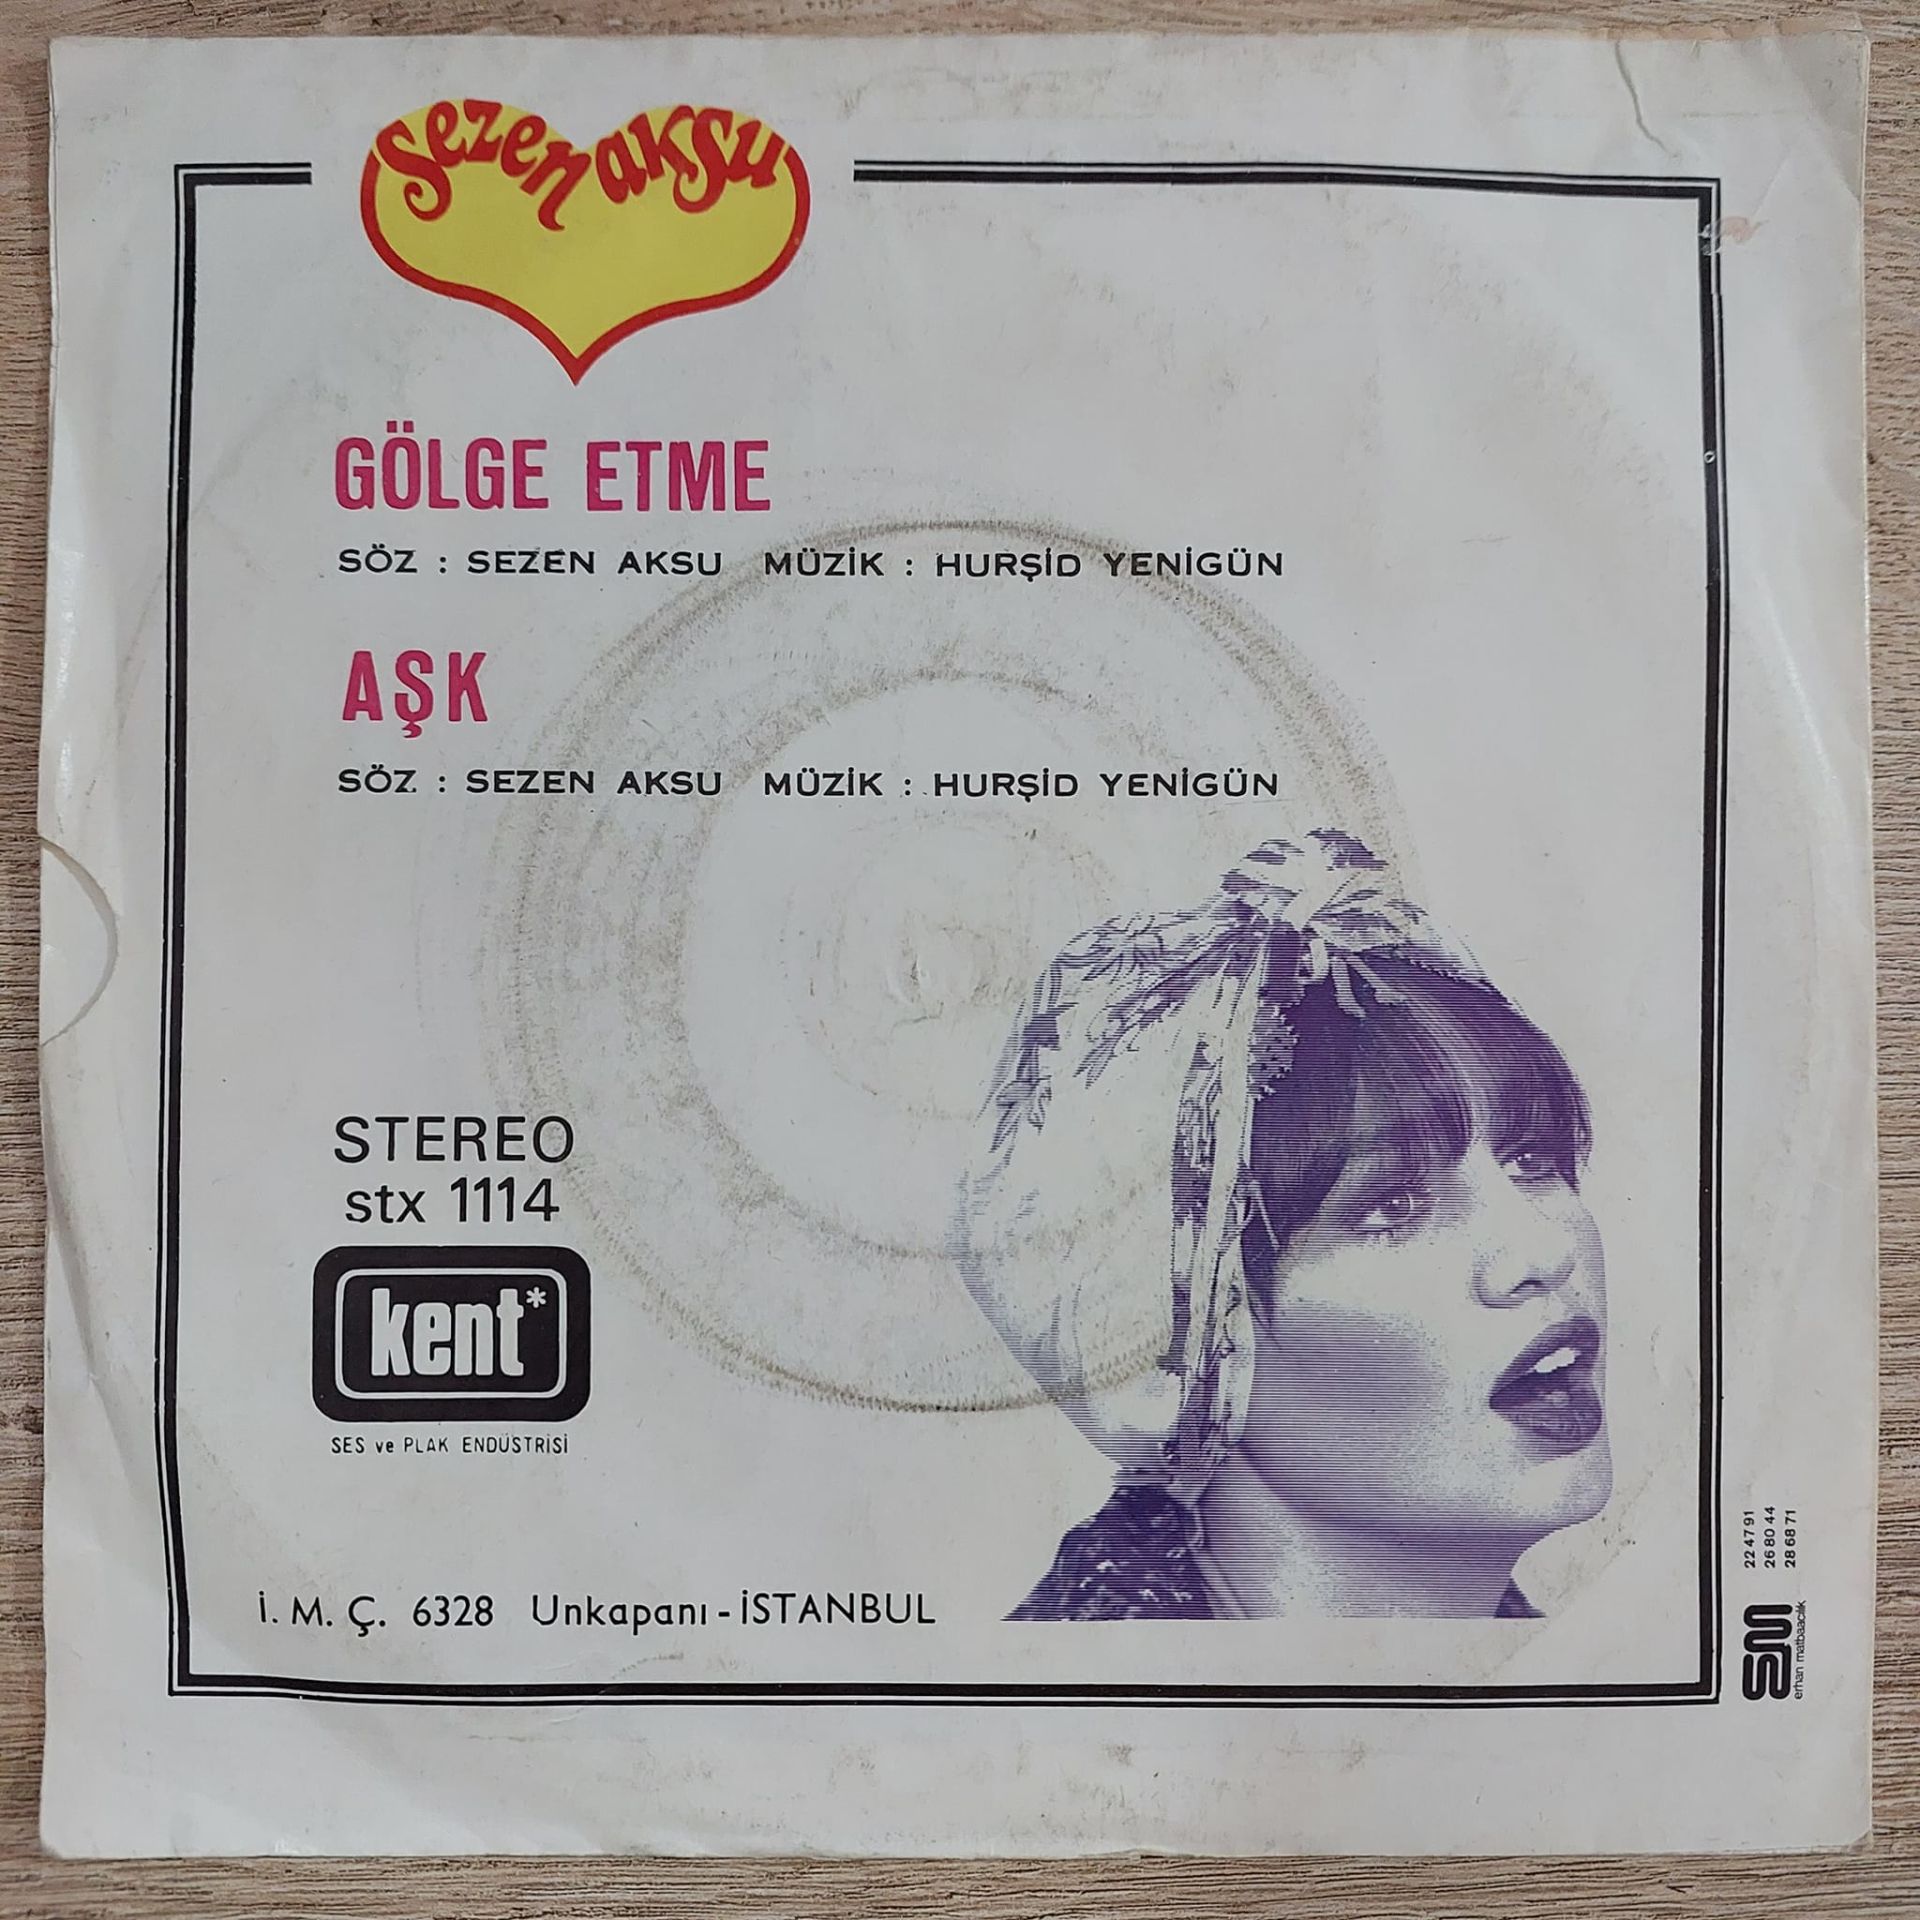 Sezen aksu
GÖLGE ETME
SÖZ : SEZEN AKSU MÜZİK : HURŞİD YENİGÜN
AŞK
SÖZ : SEZEN AKSU MÜZİK : HURŞİD YENİGÜN
STEREO
stx 1114
kent*
SES ve PLAK ENDÜSTRİSİ
İ. M. Ç. 6328 Unkapanı - İSTANBUL
22 47 91
26 80 44
28 68 71
erhan matbaacılık